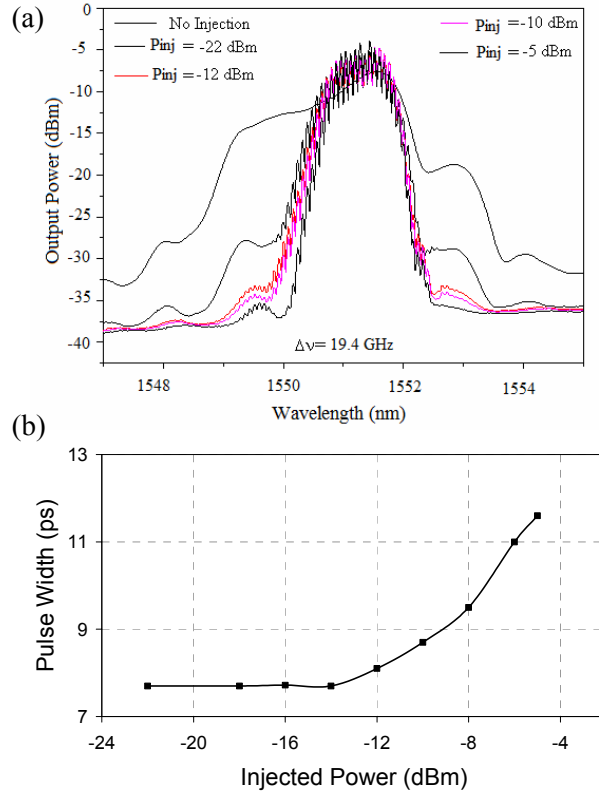 (a)
No Injection
Pinj = -22 dBm
Pinj = -12 dBm
Pinj = -10 dBm
Pinj = -5 dBm
Output Power (dBm)
5
0
-5
-10
-15
-20
-25
-30
-35
-40
Δν= 19.4 GHz
1548
1550
1552
1554
Wavelength (nm)
(b)
Pulse Width (ps)
13
11
9
7
-24
-20
-16
-12
-8
-4
Injected Power (dBm)